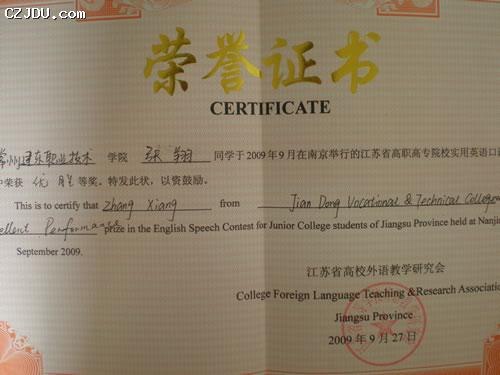 CZJDU.COM
荣誉证书
CERTIFICATE
常州建东职业技术 学院 张翔 同学于2009年9月在南京举行的江苏省高职高专院校实用英语口语
中荣获 优胜 等奖。特发此状，以资鼓励。
This is to certify that Zhang Xiang from Jian Dong Vocational & Technical College
Excellent Performance prize in the English Speech Contest for Junior College students of Jiangsu Province held at Nanjin
September 2009.
江苏省高校外语教学研究会
College Foreign Language Teaching &Research Association
Jiangsu Province
2009年9月27日